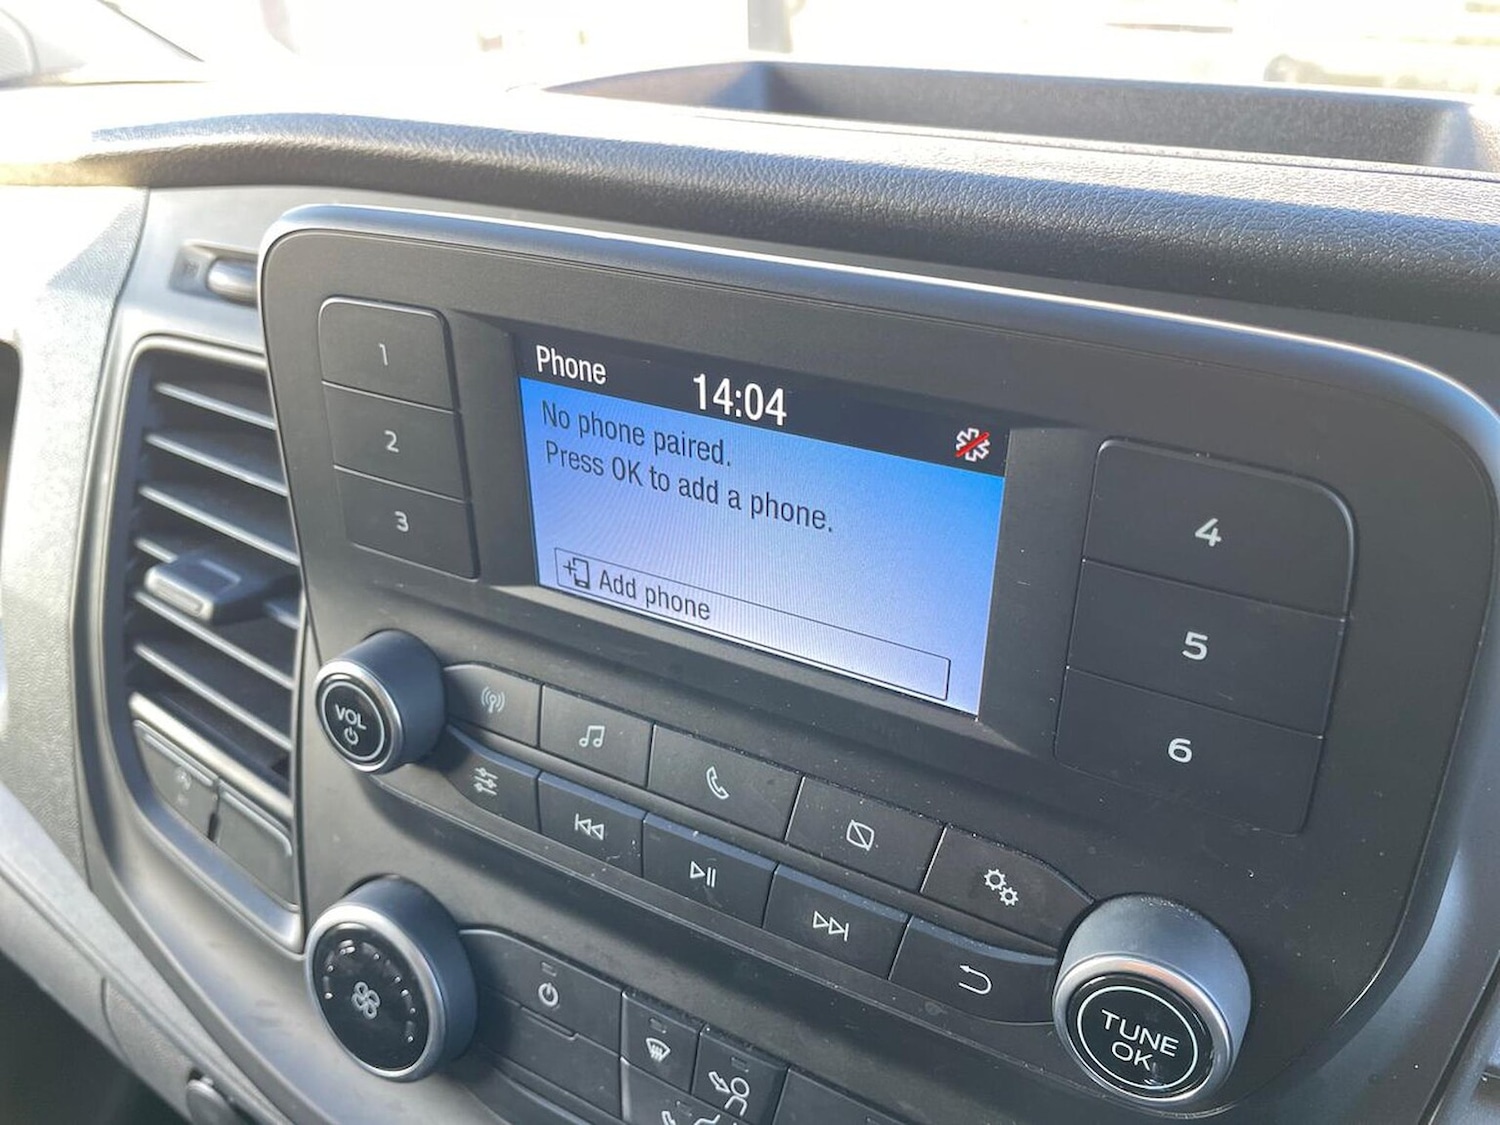 Phone
14:04
No phone paired.
Press OK to add a phone.
Add phone
1
2
3
4
5
6
VOL
TUNE
OK